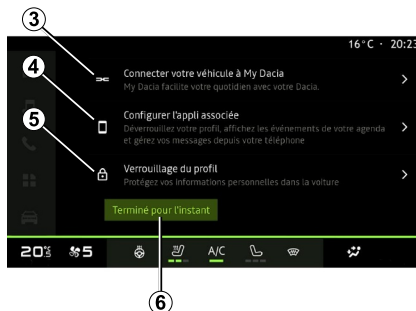 3
16°C · 20:23
Connecter votre véhicule à My Dacia
My Dacia facilite votre quotidien avec votre Dacia.
4
Configurer l'appli associée
Déverrouillez votre profil, affichez les événements de votre agenda
et gérez vos messages depuis votre téléphone
5
Verrouillage du profil
Protégez vos informations personnelles dans la voiture
Terminé pour l'instant
5
A/C
6